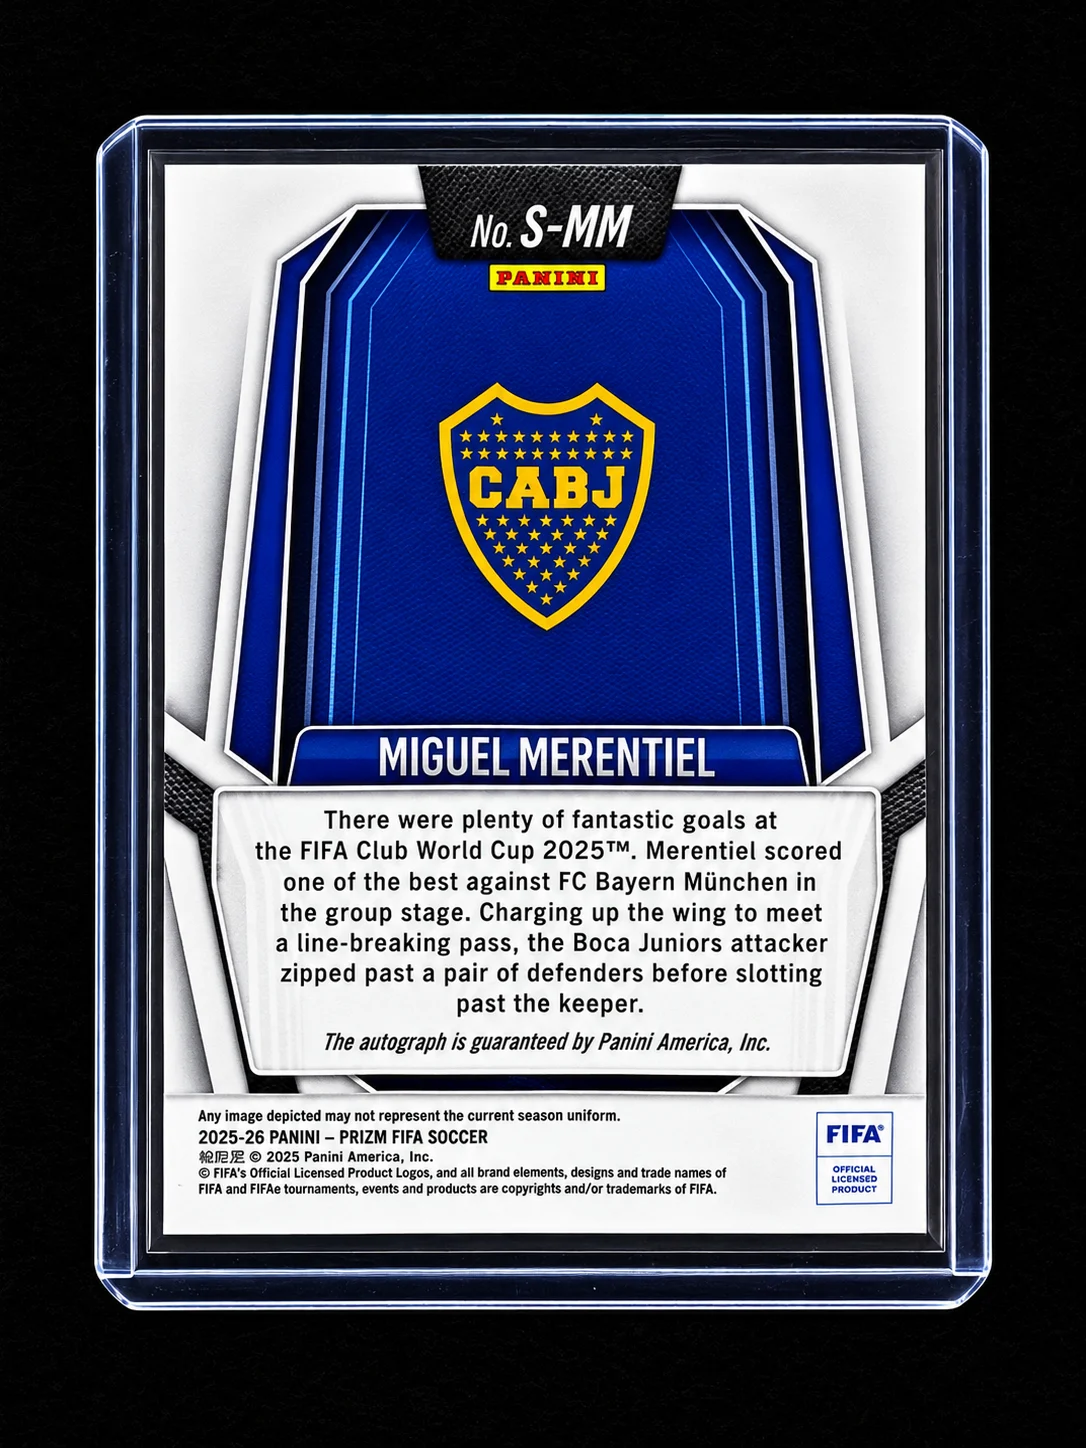 No. S-MM
PANINI
CABJ
MIGUEL MERENTIEL
There were plenty of fantastic goals at
the FIFA Club World Cup 2025™. Merentiel scored
one of the best against FC Bayern München in
the group stage. Charging up the wing to meet
a line-breaking pass, the Boca Juniors attacker
zipped past a pair of defenders before slotting
past the keeper.
The autograph is guaranteed by Panini America, Inc.
Any image depicted may not represent the current season uniform.
2025-26 PANINI – PRIZM FIFA SOCCER
© 2025 Panini America, Inc.
© FIFA's Official Licensed Product Logos, and all brand elements, designs and trade names of
FIFA and FIFAe tournaments, events and products are copyrights and/or trademarks of FIFA.
FIFA®
OFFICIAL
LICENSED
PRODUCT